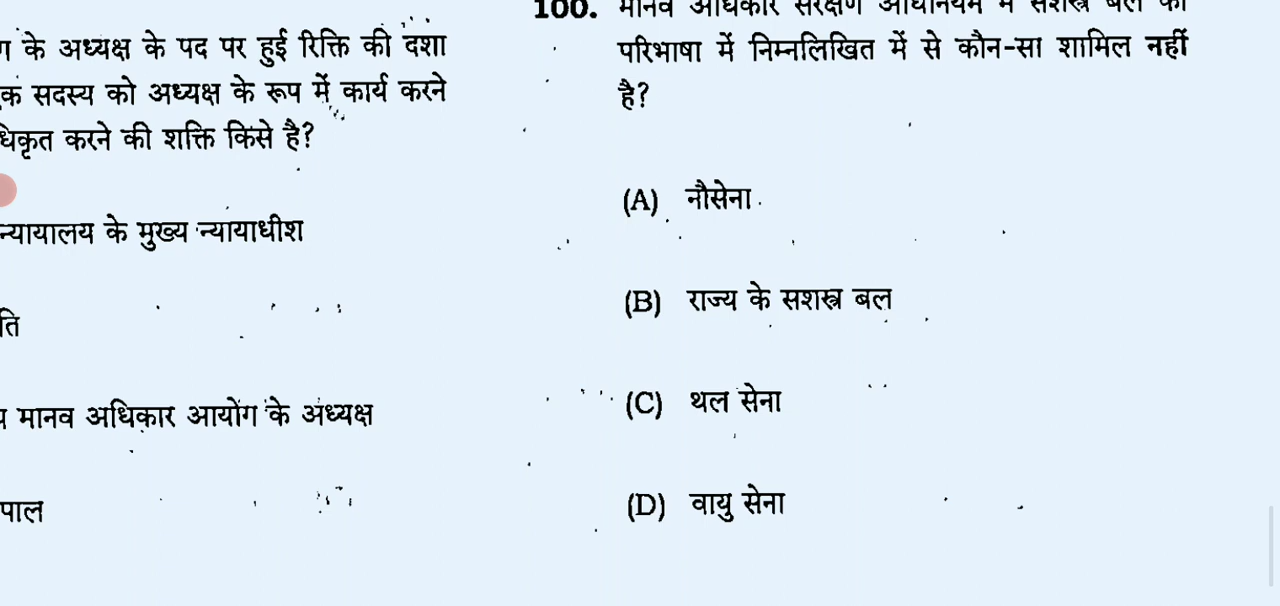 के अध्यक्ष के पद पर हुई रिक्ति की दशा
सदस्य को अध्यक्ष के रूप में कार्य करने
करने की शक्ति किसे है?
न्यायालय के मुख्य न्यायाधीश
मानव अधिकार आयोग के अध्यक्ष
100. मानव अधिकार संरक्षण अधिनियम में सशस्त्र बल की
परिभाषा में निम्नलिखित में से कौन-सा शामिल नहीं
है?
(A) नौसेना
(B) राज्य के सशस्त्र बल
(C) थल सेना
(D) वायु सेना